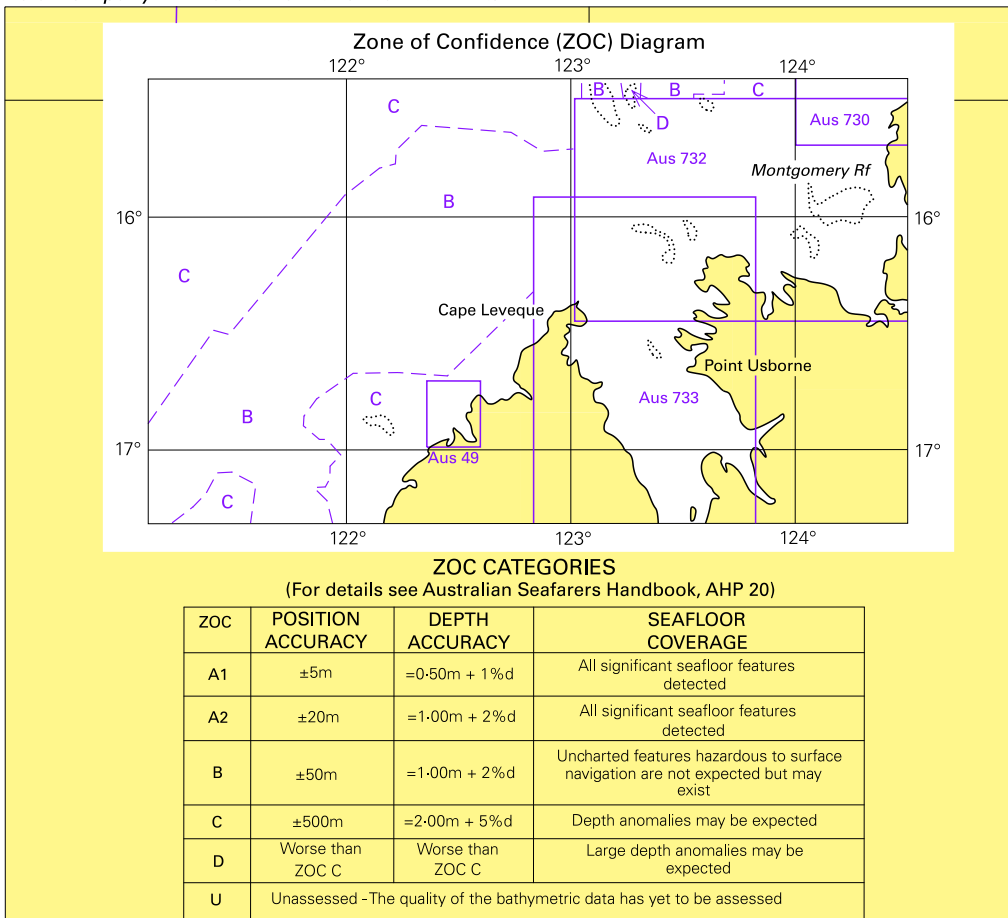 Zone of Confidence (ZOC) Diagram
122° 123° 124°
C B B C
D
Aus 730
Aus 732
Montgomery Rf
B
16° 16°
C
Cape Leveque
Point Usborne
C
Aus 733
B
17° 17°
Aus 49
C
122° 123° 124°
ZOC CATEGORIES
(For details see Australian Seafarers Handbook, AHP 20)
ZOC POSITION ACCURACY DEPTH ACCURACY SEAFLOOR COVERAGE
A1 ±5m =0·50m + 1%d All significant seafloor features detected
A2 ±20m =1·00m + 2%d All significant seafloor features detected
B ±50m =1·00m + 2%d Uncharted features hazardous to surface navigation are not expected but may exist
C ±500m =2·00m + 5%d Depth anomalies may be expected
D Worse than ZOC C Worse than ZOC C Large depth anomalies may be expected
U Unassessed - The quality of the bathymetric data has yet to be assessed